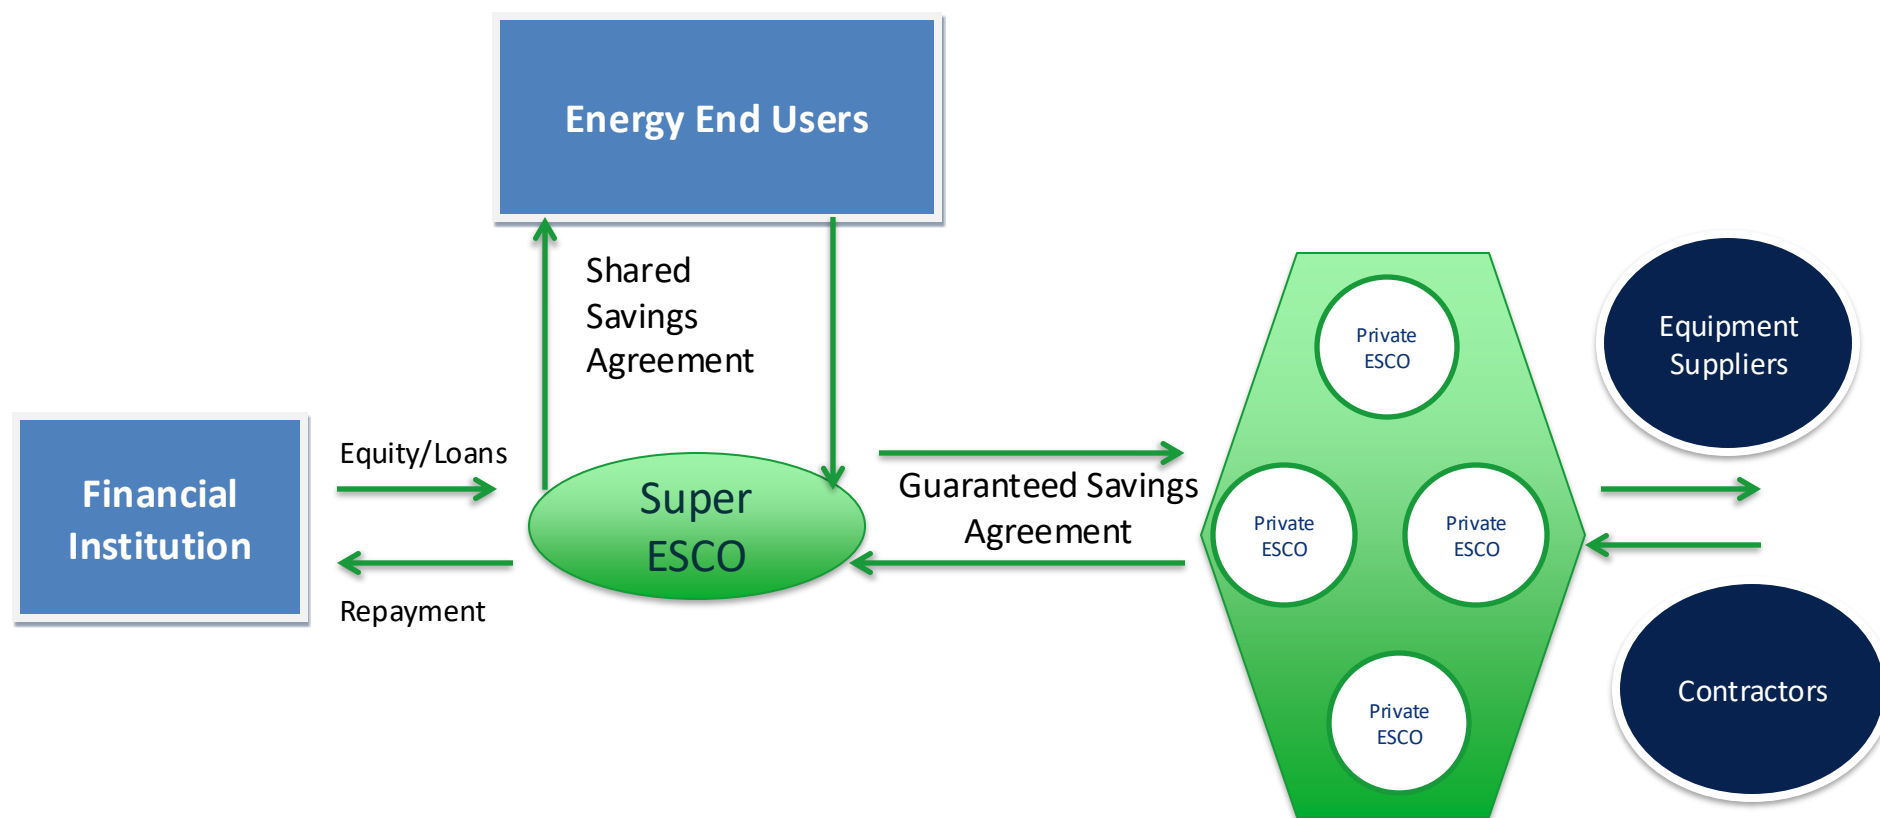 Energy End Users
Shared
Savings
Agreement
Financial
Institution
Equity/Loans
Repayment
Super
ESCO
Guaranteed Savings
Agreement
Private
ESCO
Private
ESCO
Private
ESCO
Private
ESCO
Equipment
Suppliers
Contractors